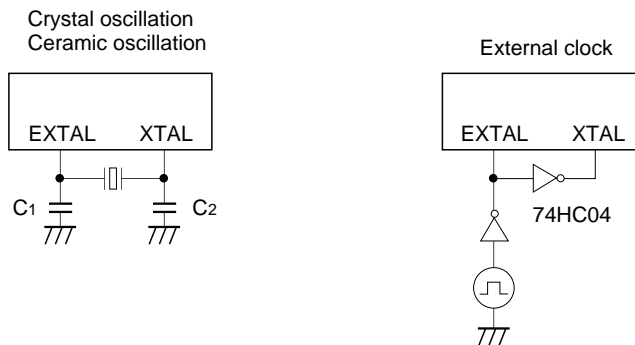 Crystal oscillation
Ceramic oscillation
EXTAL XTAL
C1 C2
External clock
EXTAL XTAL
74HC04